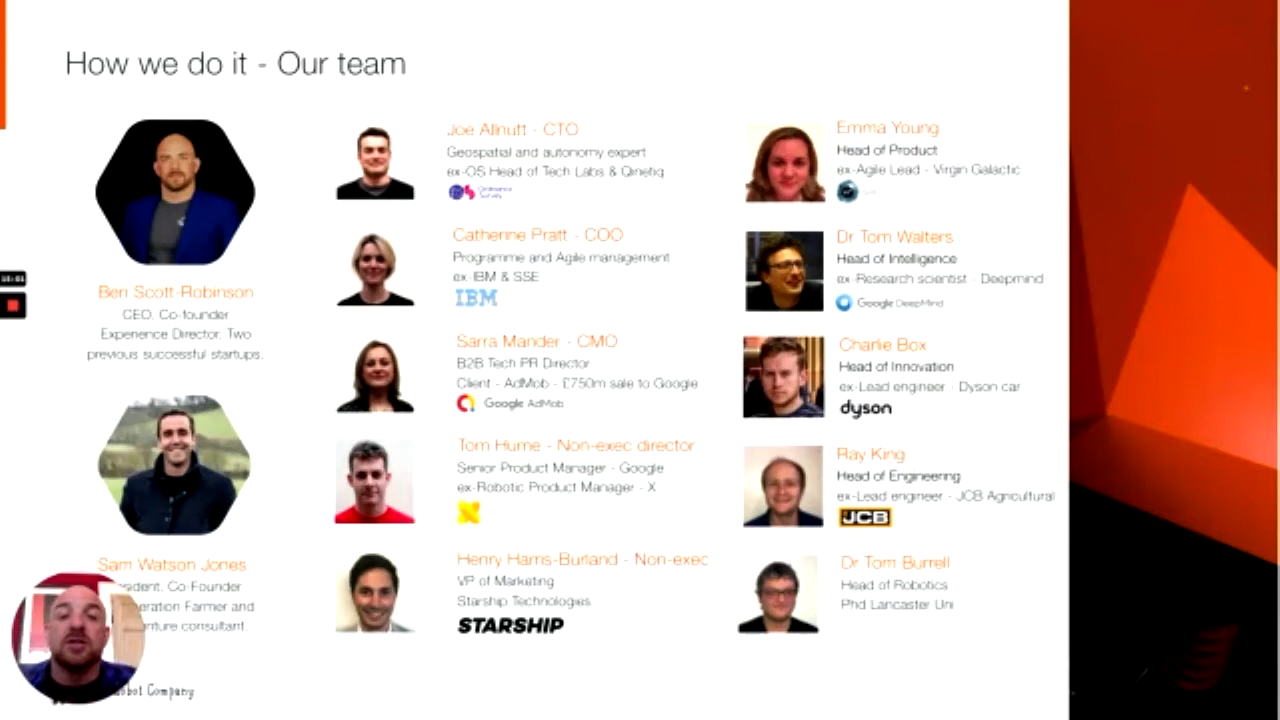 How we do it - Our team
Ben Scott-Robinson
CEO, Co-founder
Experience Director. Two
previous successful startups.
Sam Watson Jones
sident. Co-Founder
eration Farmer and
nture consultant.
bot Company
Joe Allnutt - CTO
Geospatial and autonomy expert
ex-OS Head of Tech Labs & Qinetiq
Ordnance
Survey
Catherine Pratt - COO
Programme and Agile management
ex-IBM & SSE
IBM
Sarra Mander - CMO
B2B Tech PR Director
Client - AdMob - £750m sale to Google
Google AdMob
Tom Hume - Non-exec director
Senior Product Manager - Google
ex-Robotic Product Manager - X
Henry Harris-Burland - Non-exec
VP of Marketing
Starship Technologies
STARSHIP
Emma Young
Head of Product
ex-Agile Lead - Virgin Galactic
Dr Tom Walters
Head of Intelligence
ex-Research scientist - Deepmind
Google DeepMind
Charlie Box
Head of Innovation
ex-Lead engineer - Dyson car
dyson
Ray King
Head of Engineering
ex-Lead engineer - JCB Agricultural
JCB
Dr Tom Burrell
Head of Robotics
Phd Lancaster Uni